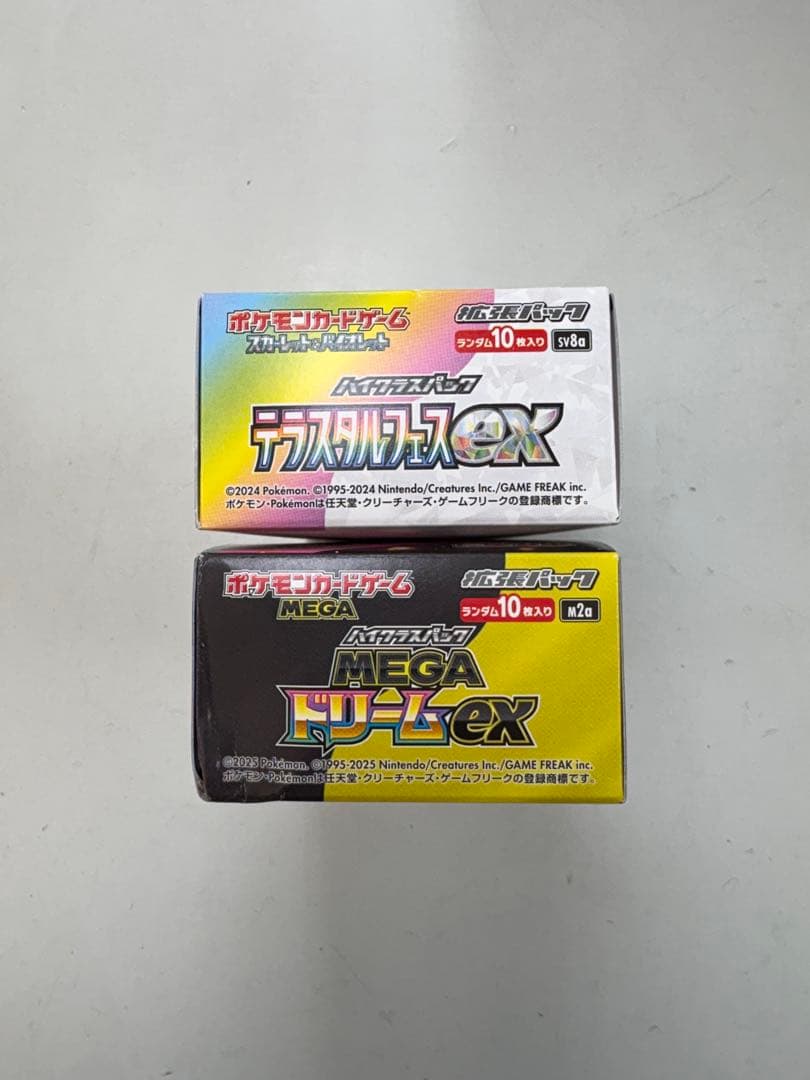 ポケモンカードゲーム
スカーレット&バイオレット
拡張パック
ランダム10枚入り
SV8a
ハイクラスパック
テラスタルフェスex
©2024 Pokémon. ©1995-2024 Nintendo/Creatures Inc./GAME FREAK inc.
ポケモン・Pokémonは任天堂・クリーチャーズ・ゲームフリークの登録商標です。
ポケモンカードゲーム
MEGA
拡張パック
ランダム10枚入り
M2a
ハイクラスパック
MEGA
ドリームex
©2025 Pokémon. ©1995-2025 Nintendo/Creatures Inc./GAME FREAK inc.
ポケモン・Pokémonは任天堂・クリーチャーズ・ゲームフリークの登録商標です。